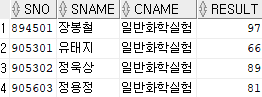 SNO SNAME CNAME RESULT
1 894501 장봉철 일반화학실험 97
2 905301 유태지 일반화학실험 66
3 905302 정욱상 일반화학실험 89
4 905603 정용정 일반화학실험 81